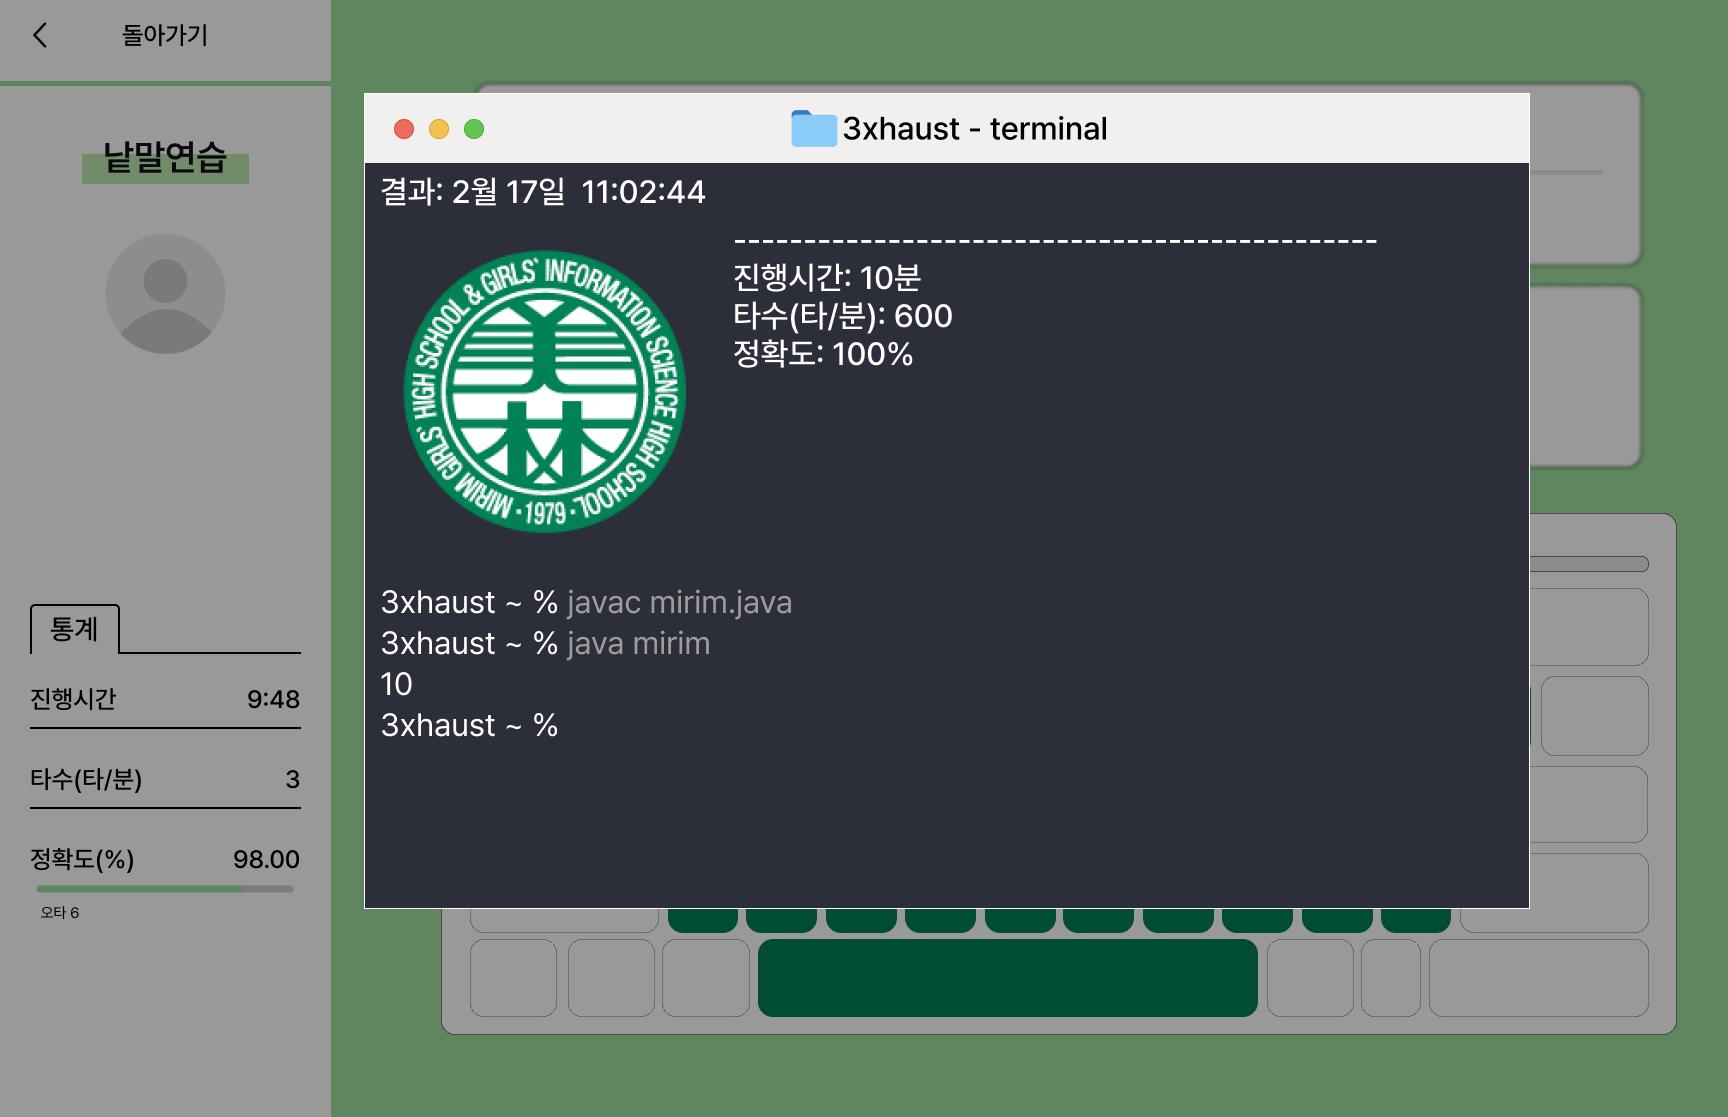 돌아가기
낱말연습
통계
진행시간 9:48
타수(타/분) 3
정확도(%) 98.00
오타 6
3xhaust - terminal
결과: 2월 17일 11:02:44
----------------------------------------------
진행시간: 10분
타수(타/분): 600
정확도: 100%
MIRIM GIRLS` HIGH SCHOOL & GIRLS` INFORMATION SCIENCE HIGH SCHOOL
· 1979 ·
美林
3xhaust ~ % javac mirim.java
3xhaust ~ % java mirim
10
3xhaust ~ %